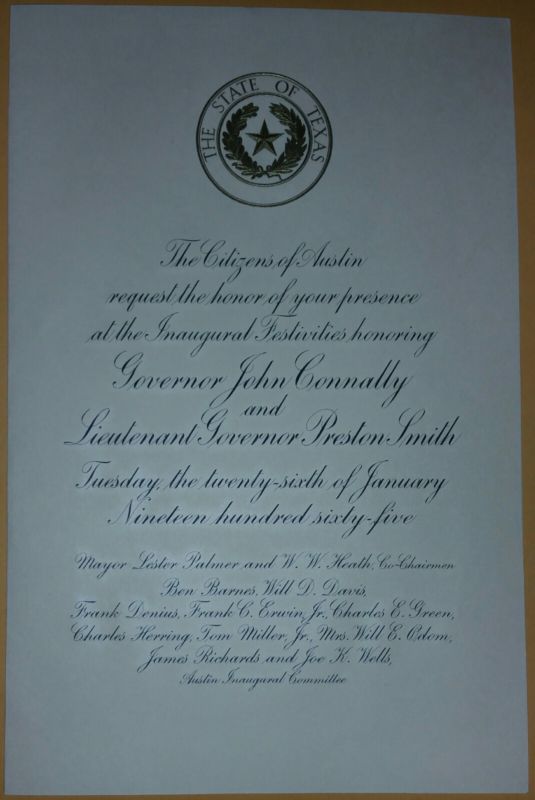 THE STATE OF TEXAS
The Citizens of Austin
request the honor of your presence
at the Inaugural Festivities honoring
Governor John Connally
and
Lieutenant Governor Preston Smith
Tuesday, the twenty-sixth of January
Nineteen hundred sixty-five
Mayor Lester Palmer and W. W. Heath, Co-Chairmen
Ben Barnes, Will D. Davis,
Frank Denius, Frank C. Erwin, Jr., Charles E. Green,
Charles Herring, Tom Miller, Jr., Mrs. Will E. Odom,
James Richards and Joe K. Wells,
Austin Inaugural Committee